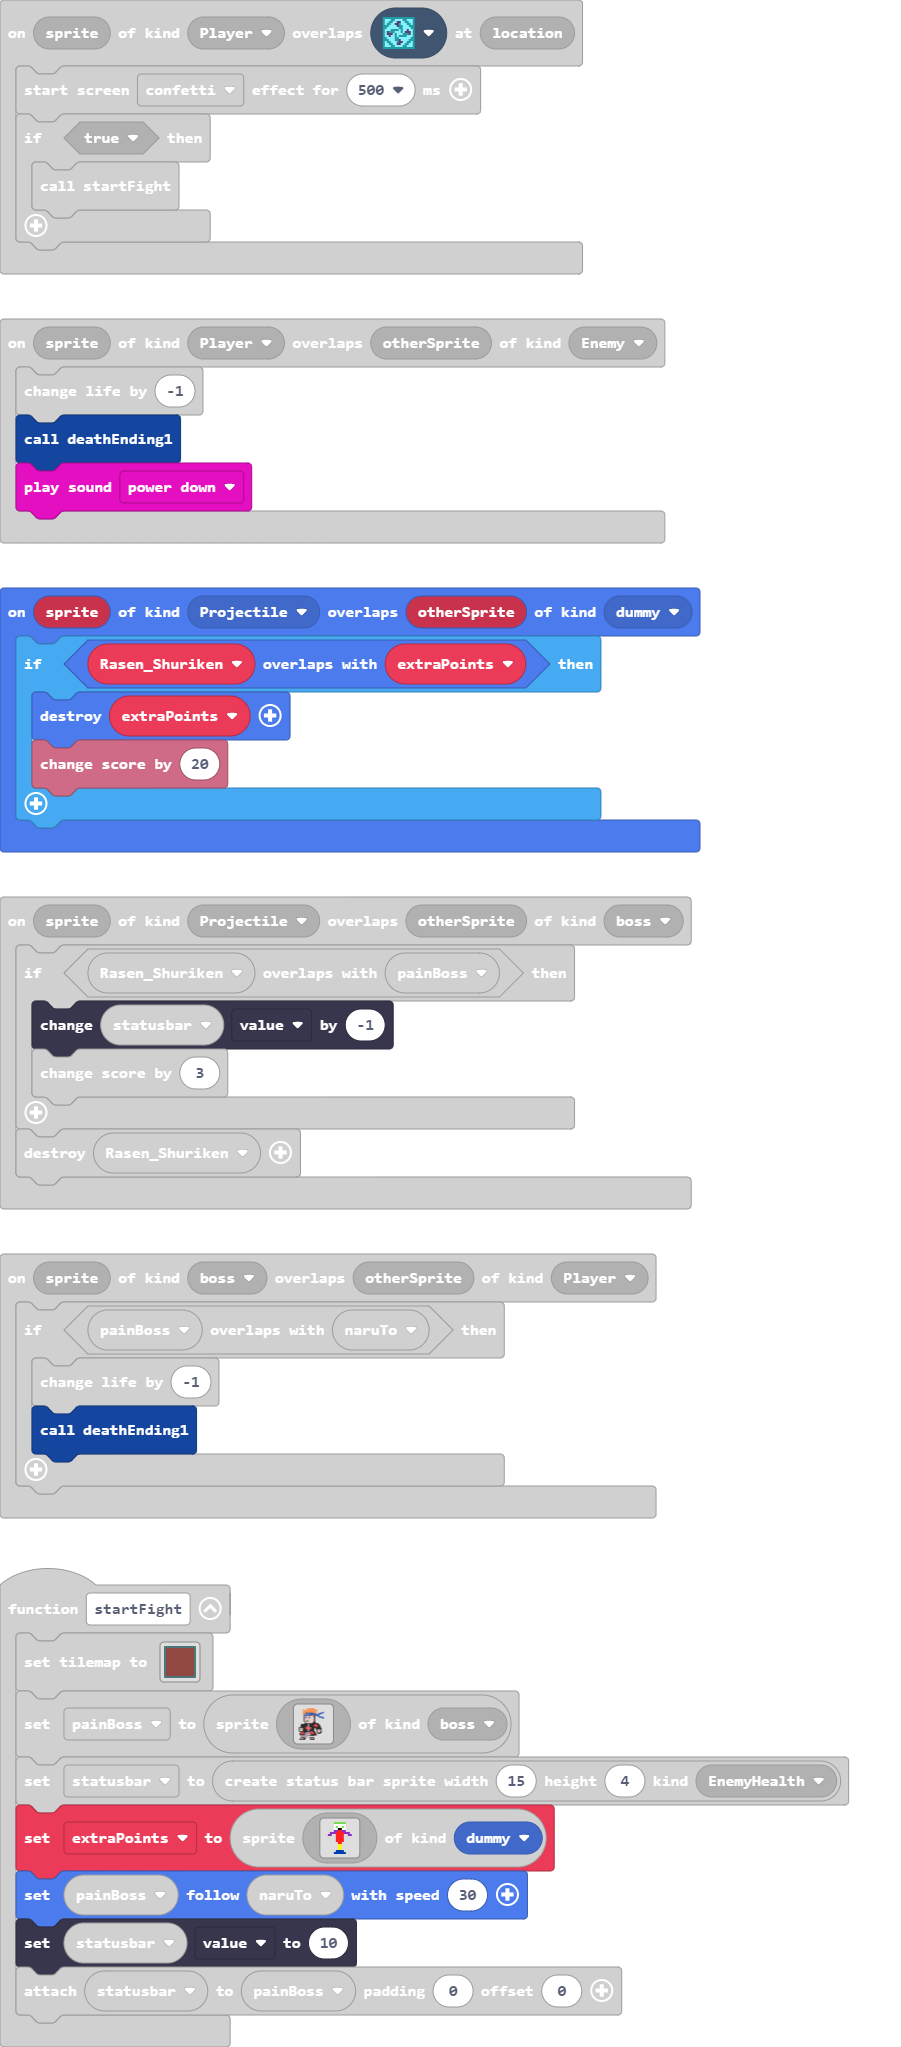 on sprite of kind Player overlaps at location
start screen confetti effect for 500 ms
if true then
call startFight
on sprite of kind Player overlaps otherSprite of kind Enemy
change life by -1
call deathEnding1
play sound power down
on sprite of kind Projectile overlaps otherSprite of kind dummy
if Rasen_Shuriken overlaps with extraPoints then
destroy extraPoints
change score by 20
on sprite of kind Projectile overlaps otherSprite of kind boss
if Rasen_Shuriken overlaps with painBoss then
change statusbar value by -1
change score by 3
destroy Rasen_Shuriken
on sprite of kind boss overlaps otherSprite of kind Player
if painBoss overlaps with naruTo then
change life by -1
call deathEnding1
function startFight
set tilemap to
set painBoss to sprite of kind boss
set statusbar to create status bar sprite width 15 height 4 kind EnemyHealth
set extraPoints to sprite of kind dummy
set painBoss follow naruTo with speed 30
set statusbar value to 10
attach statusbar to painBoss padding 0 offset 0